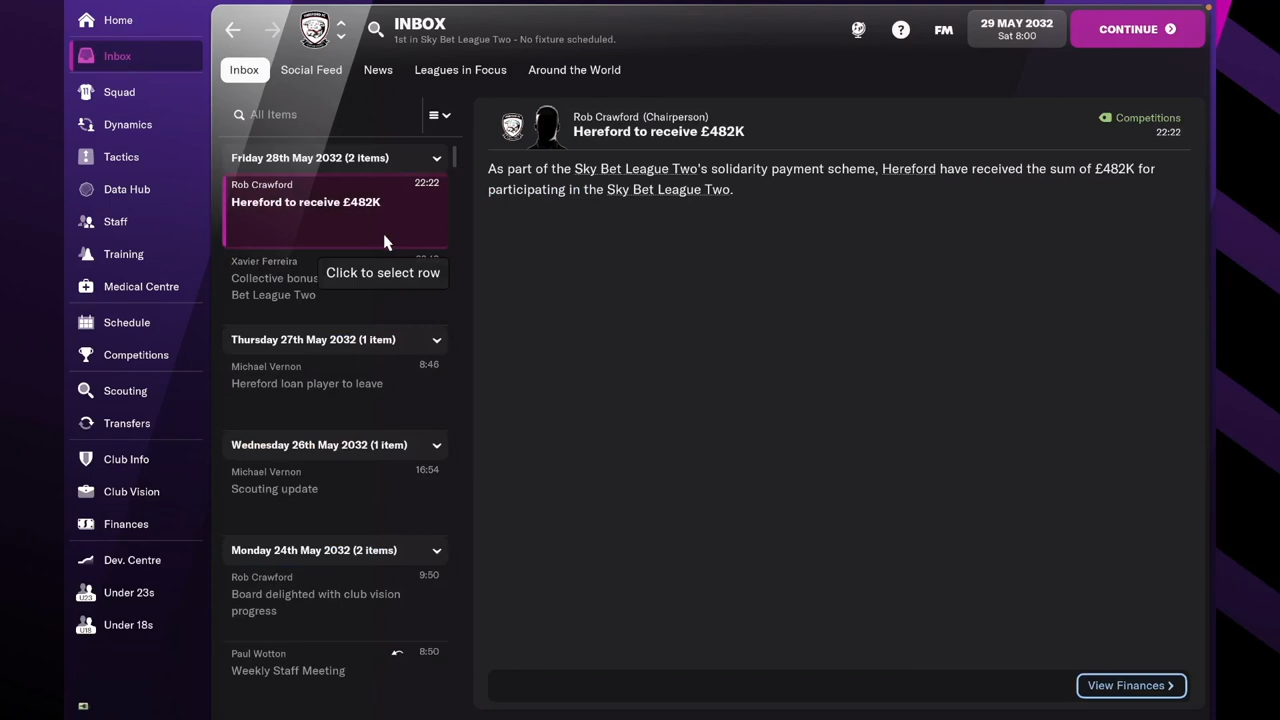 Home
Inbox
Squad
Dynamics
Tactics
Data Hub
Staff
Training
Medical Centre
Schedule
Competitions
Scouting
Transfers
Club Info
Club Vision
Finances
Dev. Centre
U23 Under 23s
U18 Under 18s
INBOX
1st in Sky Bet League Two - No fixture scheduled.
? FM
29 MAY 2032
Sat 8:00
CONTINUE
Inbox Social Feed News Leagues in Focus Around the World
All Items
Friday 28th May 2032 (2 items)
Rob Crawford 22:22
Hereford to receive £482K
Xavier Ferreira
Collective bonus
Bet League Two
Click to select row
Thursday 27th May 2032 (1 item)
Michael Vernon 8:46
Hereford loan player to leave
Wednesday 26th May 2032 (1 item)
Michael Vernon 16:54
Scouting update
Monday 24th May 2032 (2 items)
Rob Crawford 9:50
Board delighted with club vision
progress
Paul Wotton 8:50
Weekly Staff Meeting
Rob Crawford (Chairperson)
Hereford to receive £482K
Competitions
22:22
As part of the Sky Bet League Two's solidarity payment scheme, Hereford have received the sum of £482K for
participating in the Sky Bet League Two.
View Finances